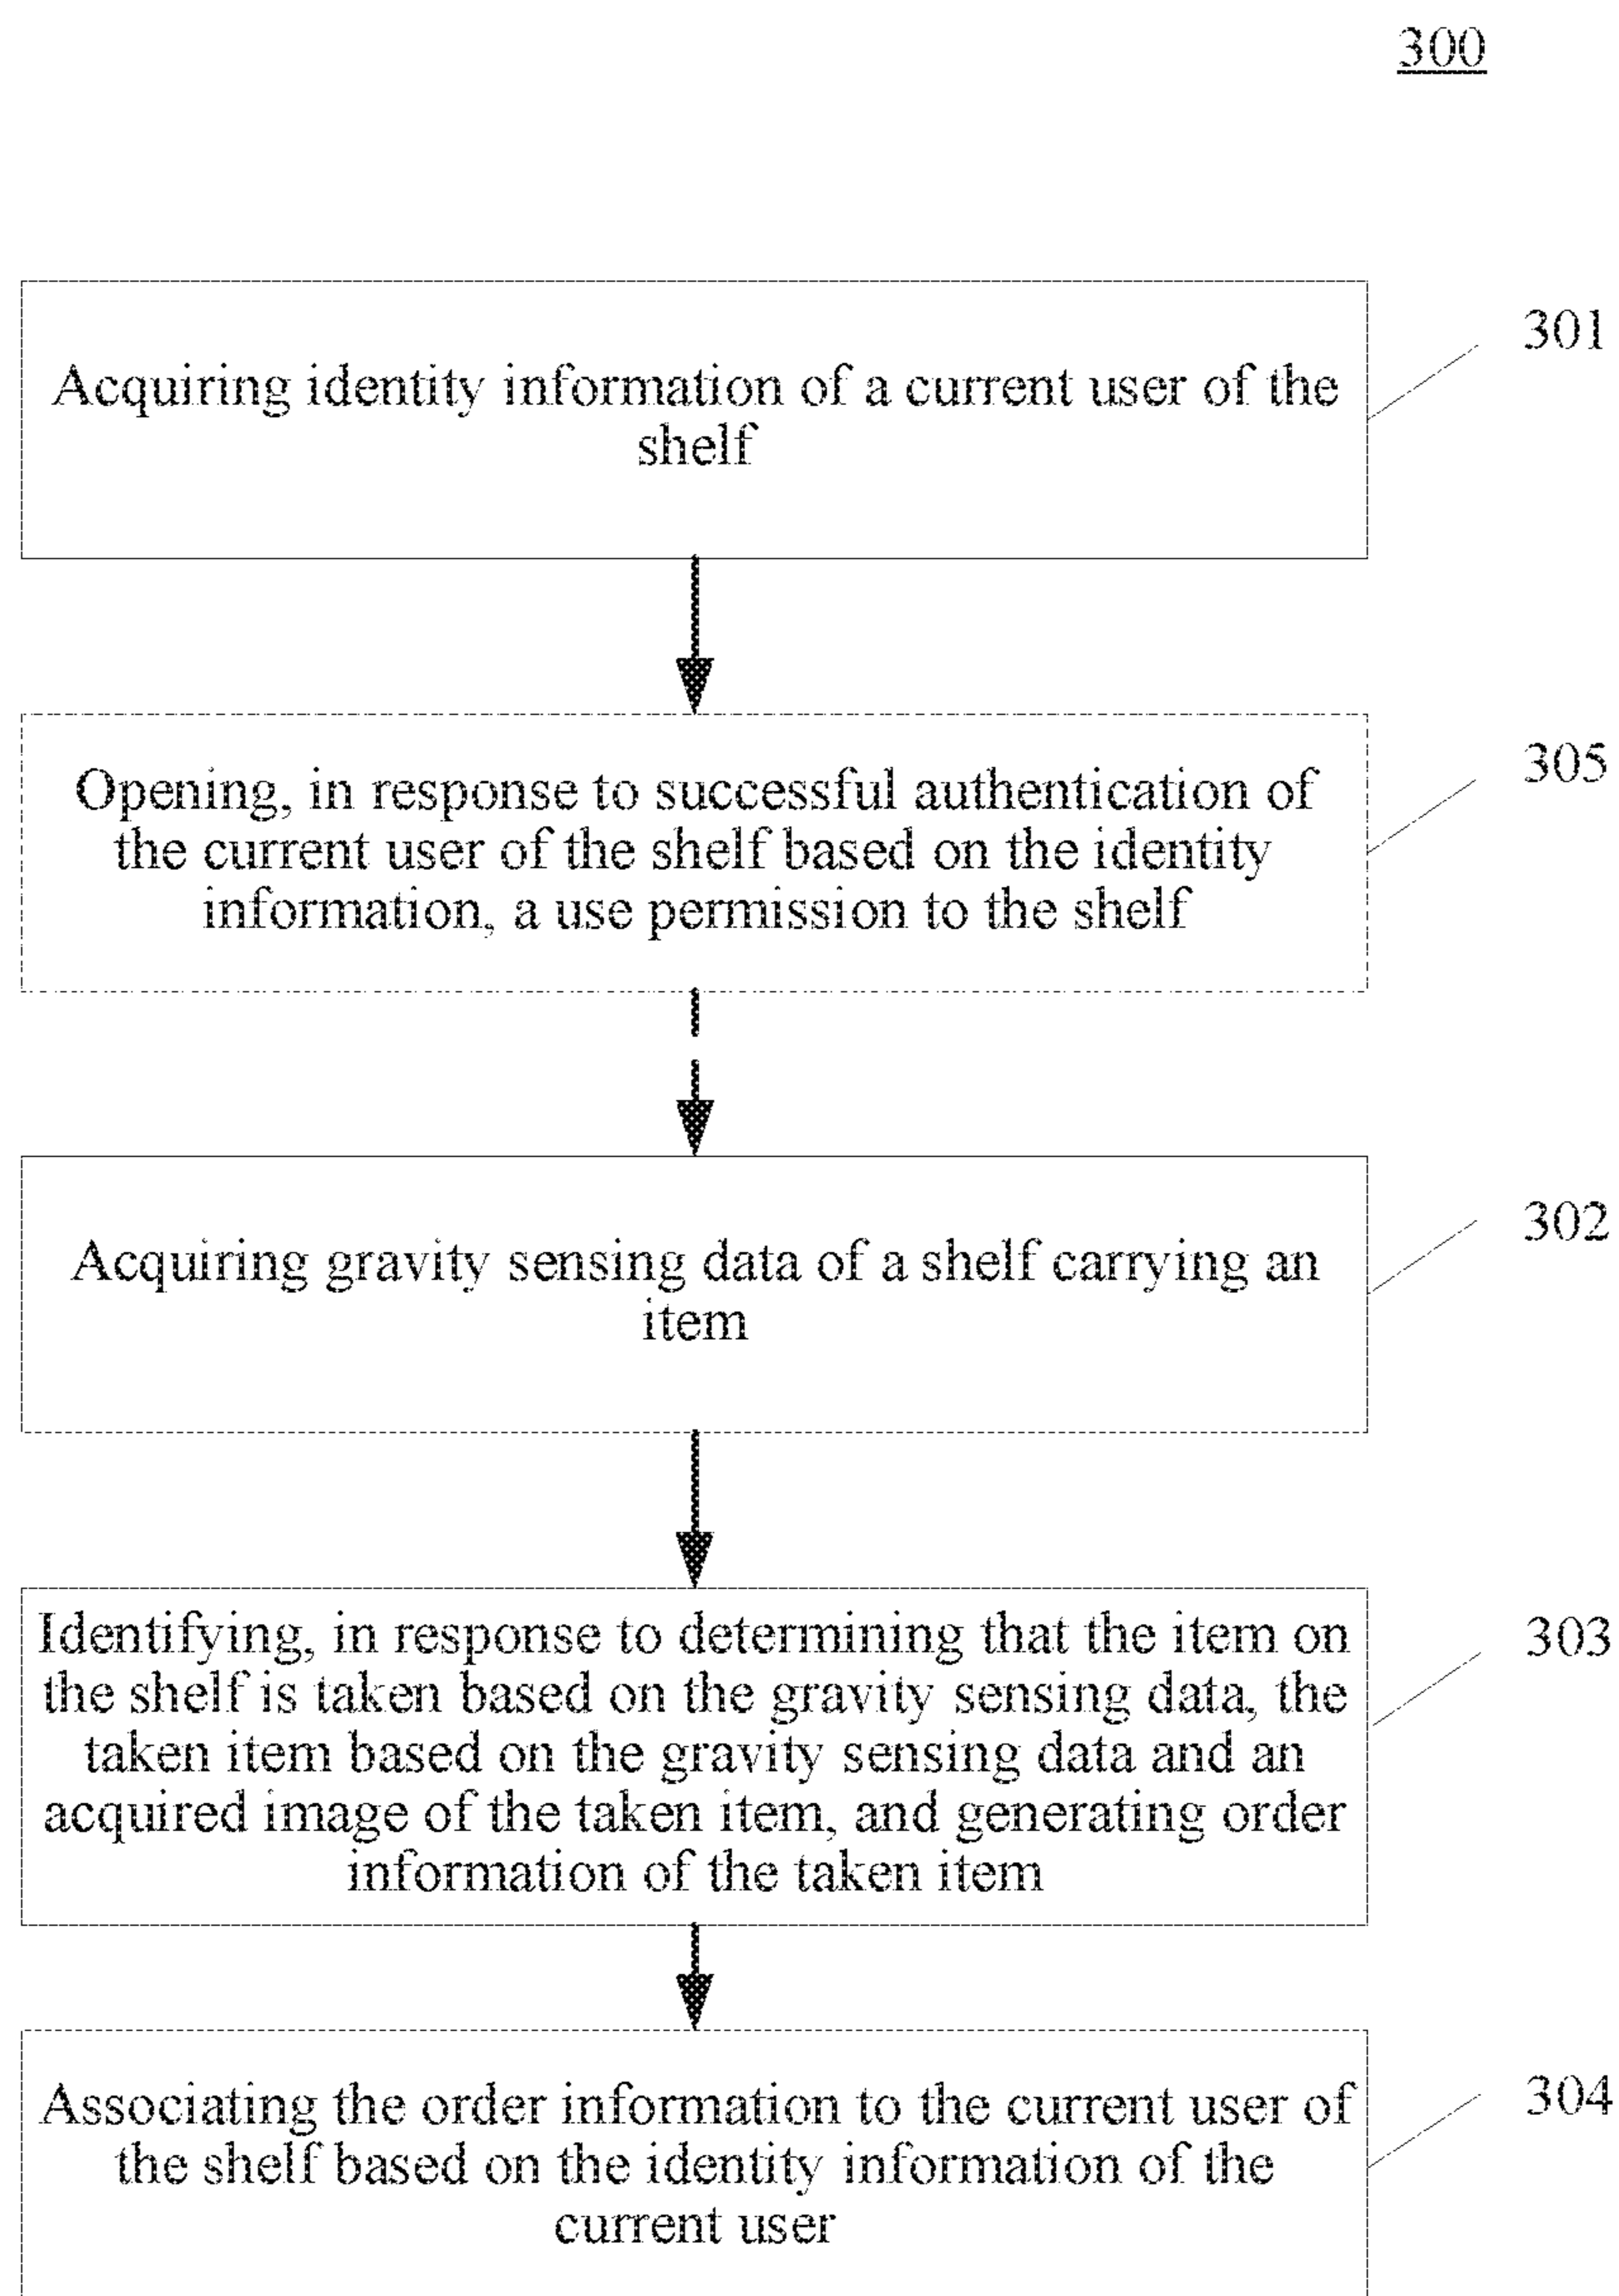 300
Acquiring identity information of a current user of the
shelf
301
Opening, in response to successful authentication of
the current user of the shelf based on the identity
information, a use permission to the shelf
305
Acquiring gravity sensing data of a shelf carrying an
item
302
Identifying, in response to determining that the item on
the shelf is taken based on the gravity sensing data, the
taken item based on the gravity sensing data and an
acquired image of the taken item, and generating order
information of the taken item
303
Associating the order information to the current user of
the shelf based on the identity information of the
current user
304